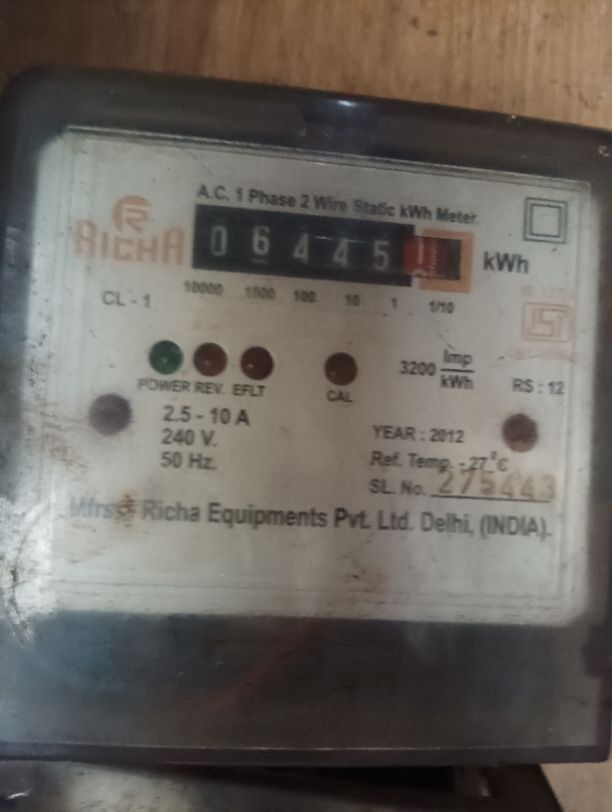 A.C. 1 Phase 2 Wire Static kWh Meter.
RICHA
0 6 4 4 5 1 kWh
10000 1000 100 10 1 1/10
CL - 1
ISI
3200 Imp/kWh
RS : 12
POWER REV. EFLT
CAL
2.5 - 10 A
240 V.
50 Hz.
YEAR : 2012
Ref. Temp. - 27°C
SL. No. 275443
Mfrs. Richa Equipments Pvt. Ltd. Delhi, (INDIA).